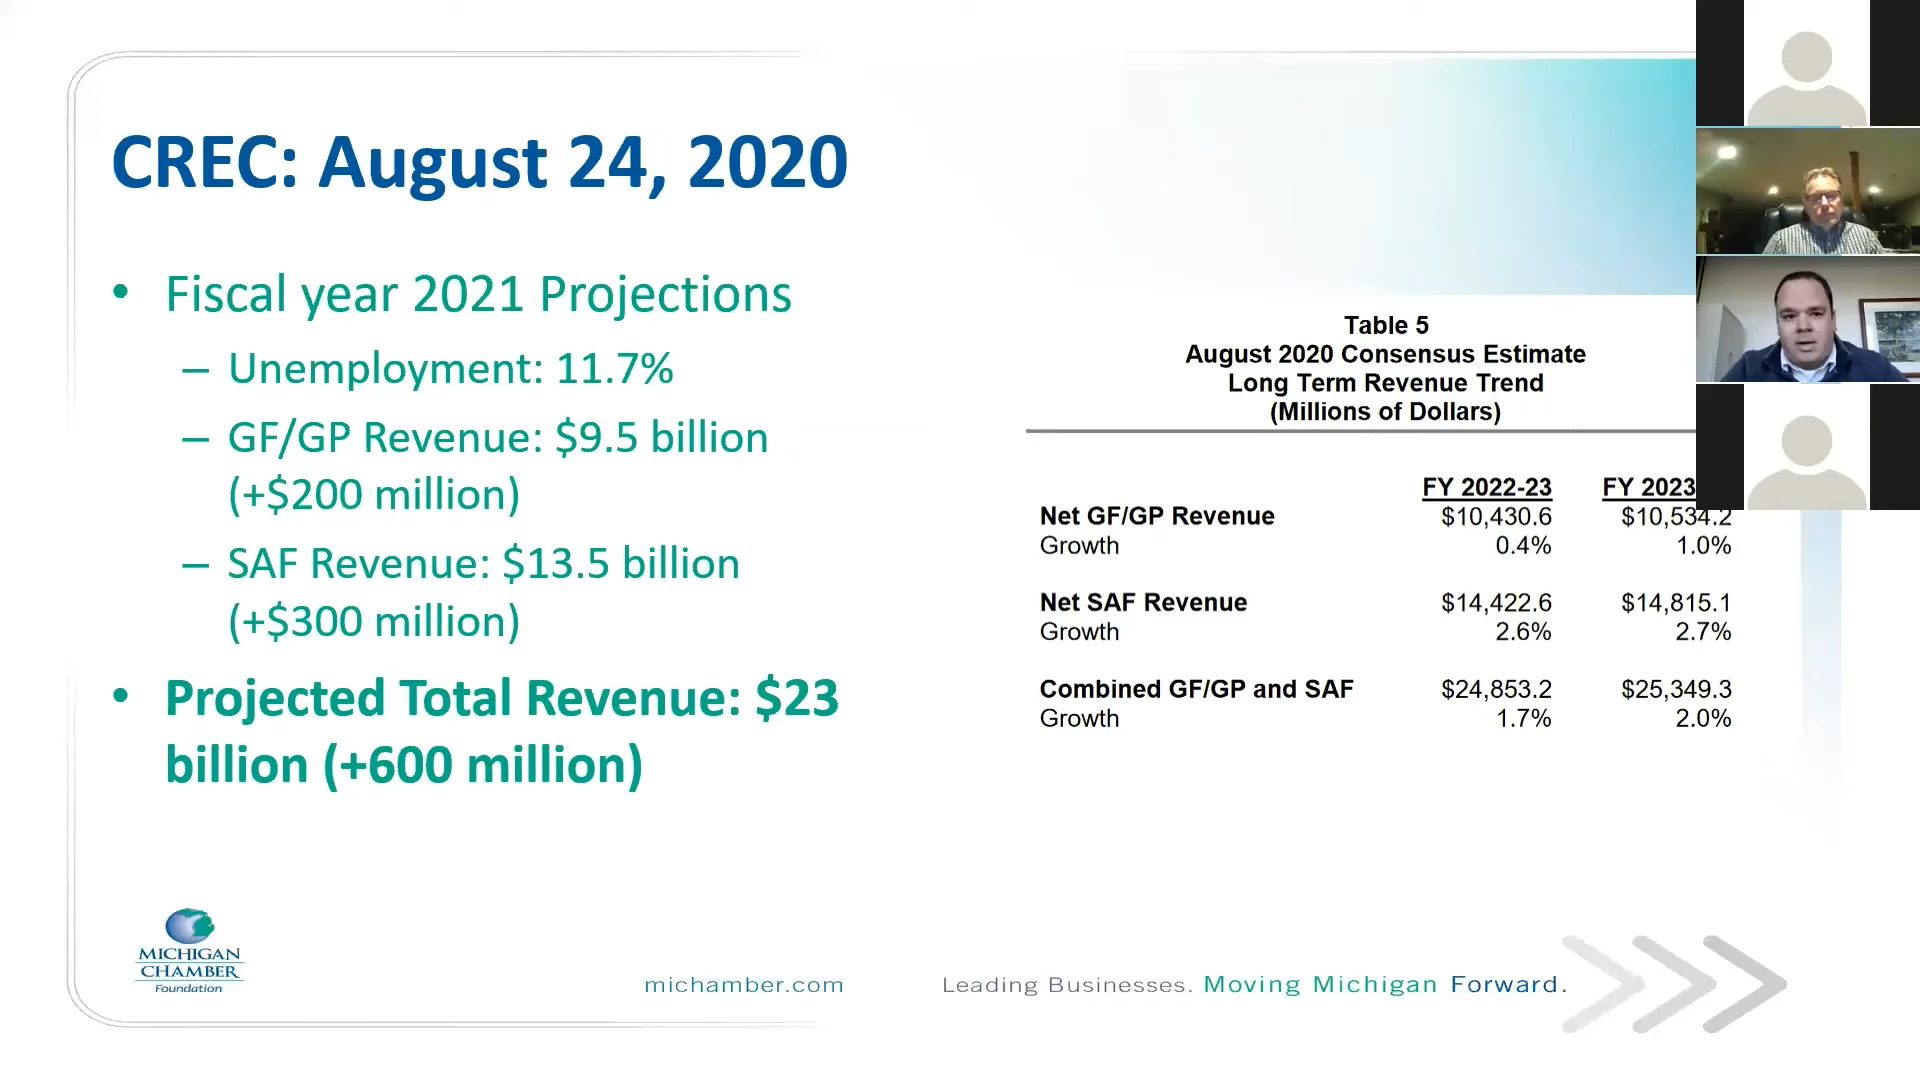 CREC: August 24, 2020
• Fiscal year 2021 Projections
– Unemployment: 11.7%
– GF/GP Revenue: $9.5 billion
(+$200 million)
– SAF Revenue: $13.5 billion
(+$300 million)
• Projected Total Revenue: $23
billion (+600 million)
Table 5
August 2020 Consensus Estimate
Long Term Revenue Trend
(Millions of Dollars)
FY 2022-23 FY 2023
Net GF/GP Revenue $10,430.6 $10,534.2
Growth 0.4% 1.0%
Net SAF Revenue $14,422.6 $14,815.1
Growth 2.6% 2.7%
Combined GF/GP and SAF $24,853.2 $25,349.3
Growth 1.7% 2.0%
MICHIGAN
CHAMBER
Foundation
michamber.com Leading Businesses. Moving Michigan Forward.